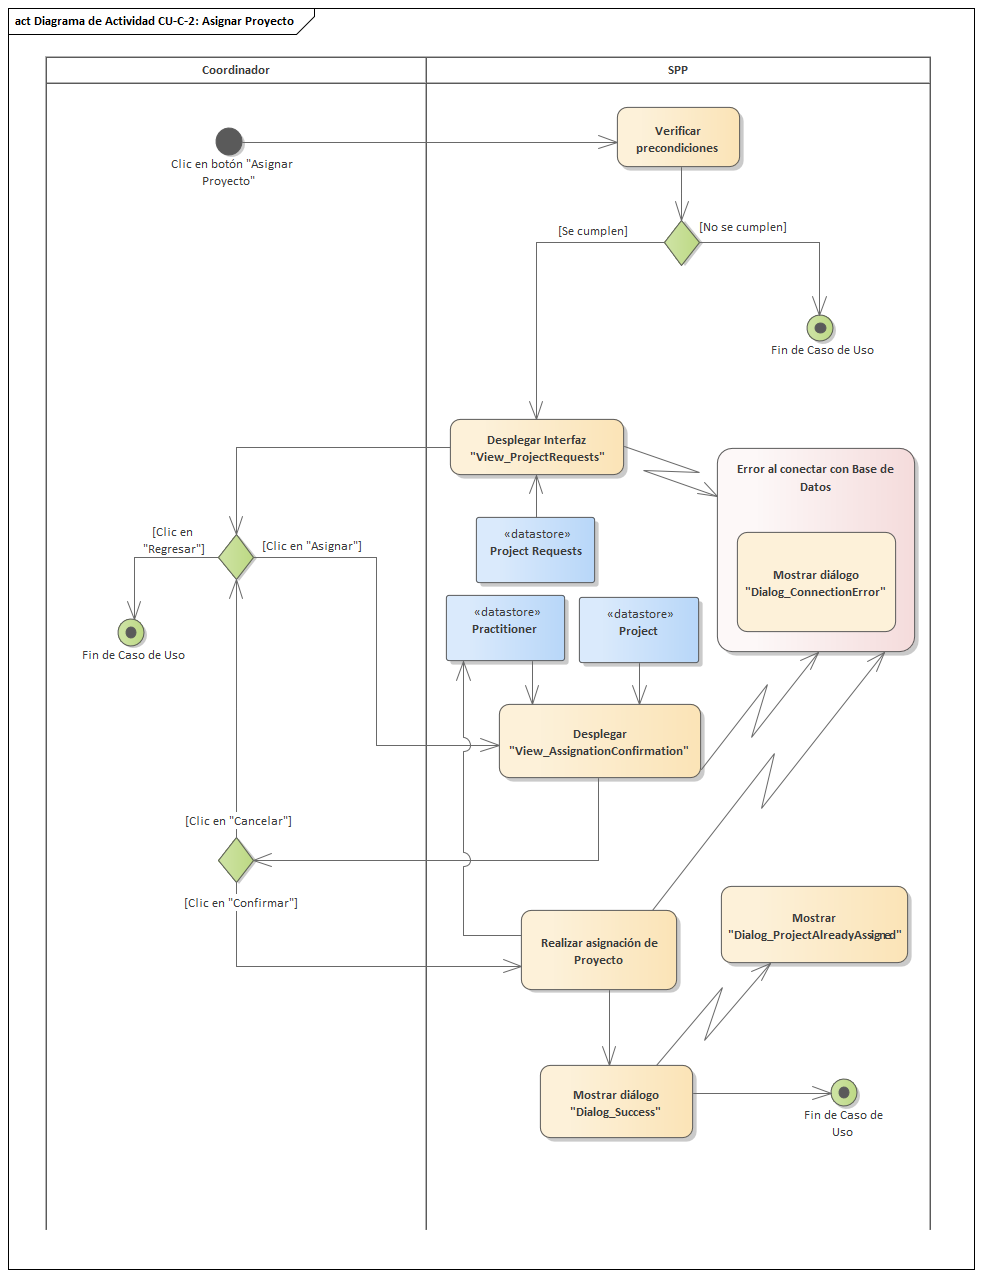 act Diagrama de Actividad CU-C-2: Asignar Proyecto
Coordinador
SPP
Verificar
precondiciones
Clic en botón "Asignar
Proyecto"
[Se cumplen]
[No se cumplen]
Fin de Caso de Uso
Desplegar Interfaz
"View_ProjectRequests"
Error al conectar con Base de
Datos
Mostrar diálogo
"Dialog_ConnectionError"
«datastore»
Project Requests
[Clic en
"Regresar"]
[Clic en "Asignar"]
Fin de Caso de Uso
«datastore»
Practitioner
«datastore»
Project
Desplegar
"View_AssignationConfirmation"
[Clic en "Cancelar"]
[Clic en "Confirmar"]
Realizar asignación de
Proyecto
Mostrar
"Dialog_ProjectAlreadyAssigned"
Mostrar diálogo
"Dialog_Success"
Fin de Caso de
Uso